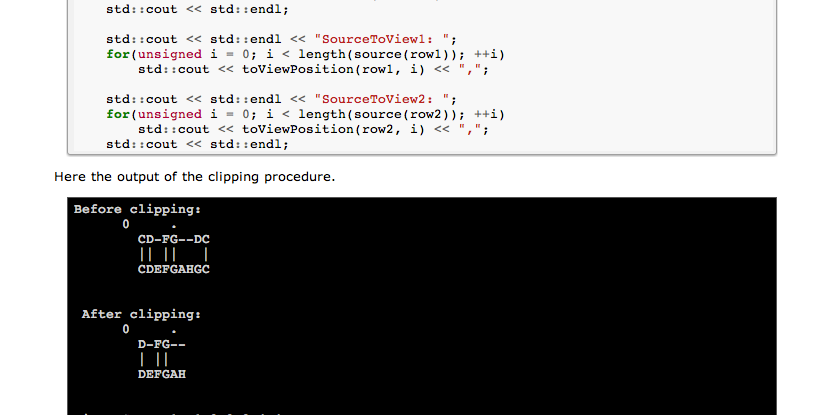 std::cout << std::endl;
std::cout << std::endl << "SourceToView1: ";
for(unsigned i = 0; i < length(source(row1)); ++i)
std::cout << toViewPosition(row1, i) << ",";
std::cout << std::endl << "SourceToView2: ";
for(unsigned i = 0; i < length(source(row2)); ++i)
std::cout << toViewPosition(row2, i) << ",";
std::cout << std::endl;
Here the output of the clipping procedure.
Before clipping:
0 .
CD-FG--DC
|| || |
CDEFGAHGC
After clipping:
0 .
D-FG--
| ||
DEFGAH